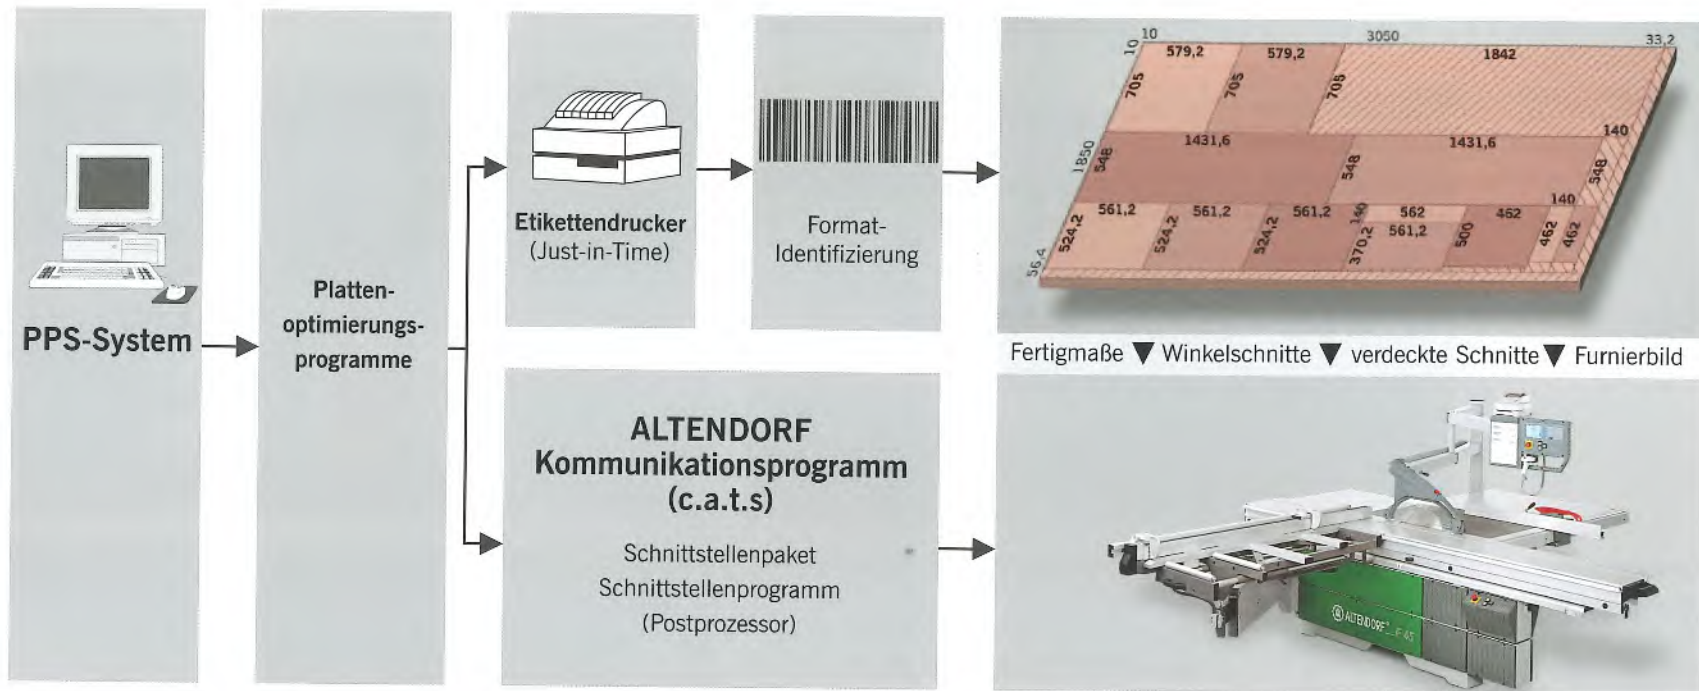 PPS-System
Platten-
optimierungs-
programme
Etikettendrucker
(Just-in-Time)
Format-
Identifizierung
10
10
3050
33,2
579,2
579,2
1842
705
705
705
140
1850
1431,6
1431,6
548
548
548
140
561,2
561,2
561,2
140
562
462
524,2
524,2
524,2
370,2
561,2
500
462
462
56,4
Fertigmaße ▼ Winkelschnitte ▼ verdeckte Schnitte ▼ Furnierbild
ALTENDORF
Kommunikationsprogramm
(c.a.t.s)
Schnittstellenpaket
Schnittstellenprogramm
(Postprozessor)
ALTENDORF® F 45